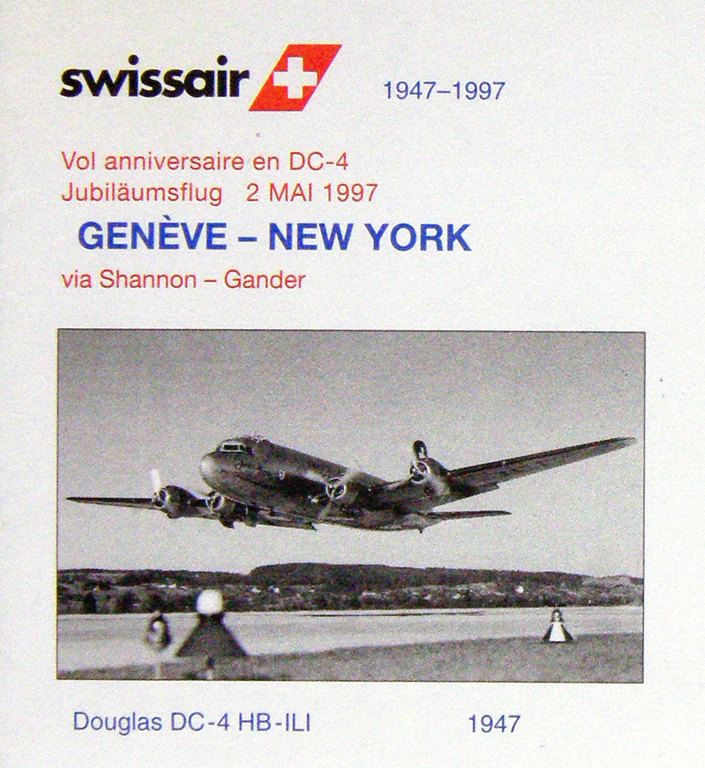 swissair 1947–1997
Vol anniversaire en DC-4
Jubiläumsflug 2 MAI 1997
GENÈVE – NEW YORK
via Shannon – Gander
Douglas DC-4 HB-ILI 1947